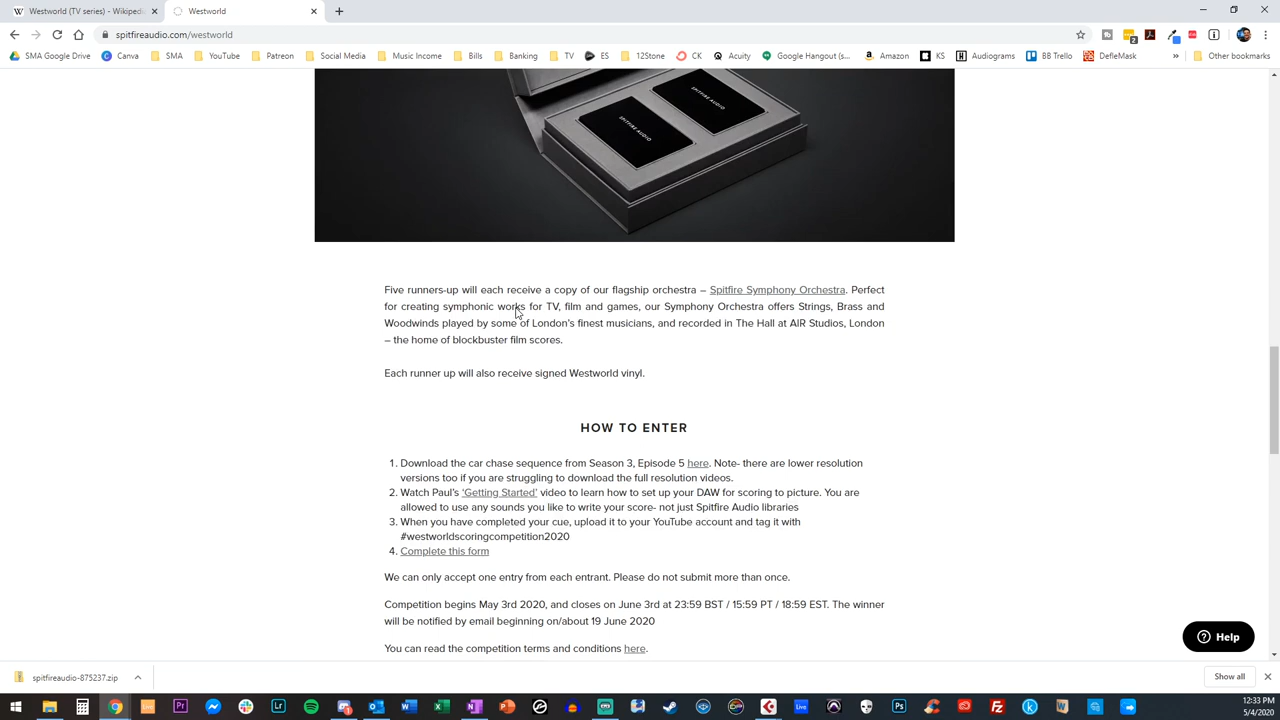 Westworld (TV series) - Wikipedi
Westworld
spitfireaudio.com/westworld
SMA Google Drive
Canva
SMA
YouTube
Patreon
Social Media
Music Income
Bills
Banking
TV
ES
12Stone
CK
Acuity
Google Hangout (s...
Amazon
KS
Audiograms
BB Trello
DefleMask
»
Other bookmarks
SPITFIRE AUDIO
SPITFIRE AUDIO
Five runners-up will each receive a copy of our flagship orchestra – Spitfire Symphony Orchestra. Perfect
for creating symphonic works for TV, film and games, our Symphony Orchestra offers Strings, Brass and
Woodwinds played by some of London's finest musicians, and recorded in The Hall at AIR Studios, London
– the home of blockbuster film scores.
Each runner up will also receive signed Westworld vinyl.
HOW TO ENTER
1. Download the car chase sequence from Season 3, Episode 5 here. Note- there are lower resolution
versions too if you are struggling to download the full resolution videos.
2. Watch Paul's 'Getting Started' video to learn how to set up your DAW for scoring to picture. You are
allowed to use any sounds you like to write your score- not just Spitfire Audio libraries
3. When you have completed your cue, upload it to your YouTube account and tag it with
#westworldscoringcompetition2020
4. Complete this form
We can only accept one entry from each entrant. Please do not submit more than once.
Competition begins May 3rd 2020, and closes on June 3rd at 23:59 BST / 15:59 PT / 18:59 EST. The winner
will be notified by email beginning on/about 19 June 2020
You can read the competition terms and conditions here.
Help
spitfireaudio-875237.zip
Show all
12:33 PM
5/4/2020